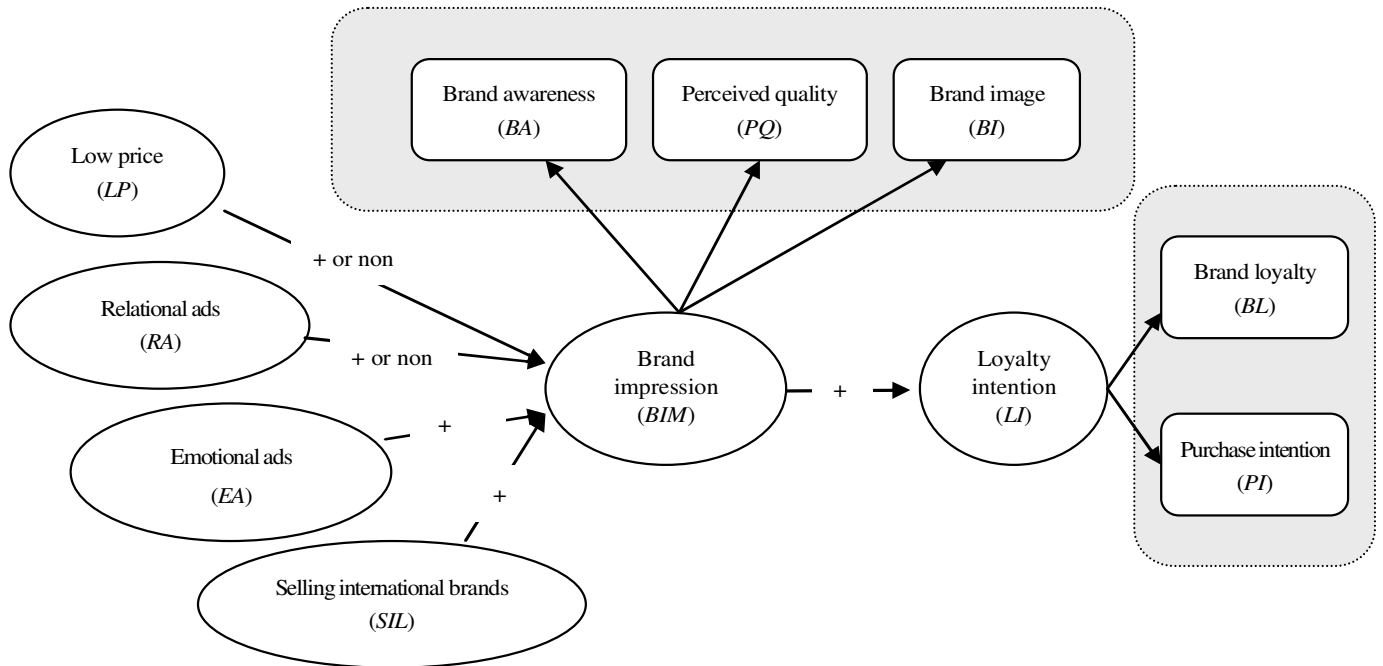 Brand awareness
(BA)
Perceived quality
(PQ)
Brand image
(BI)
Low price
(LP)
+ or non
Relational ads
(RA)
+ or non
Emotional ads
(EA)
+
Selling international brands
(SIL)
+
Brand
impression
(BIM)
+
Loyalty
intention
(LI)
Brand loyalty
(BL)
Purchase intention
(PI)